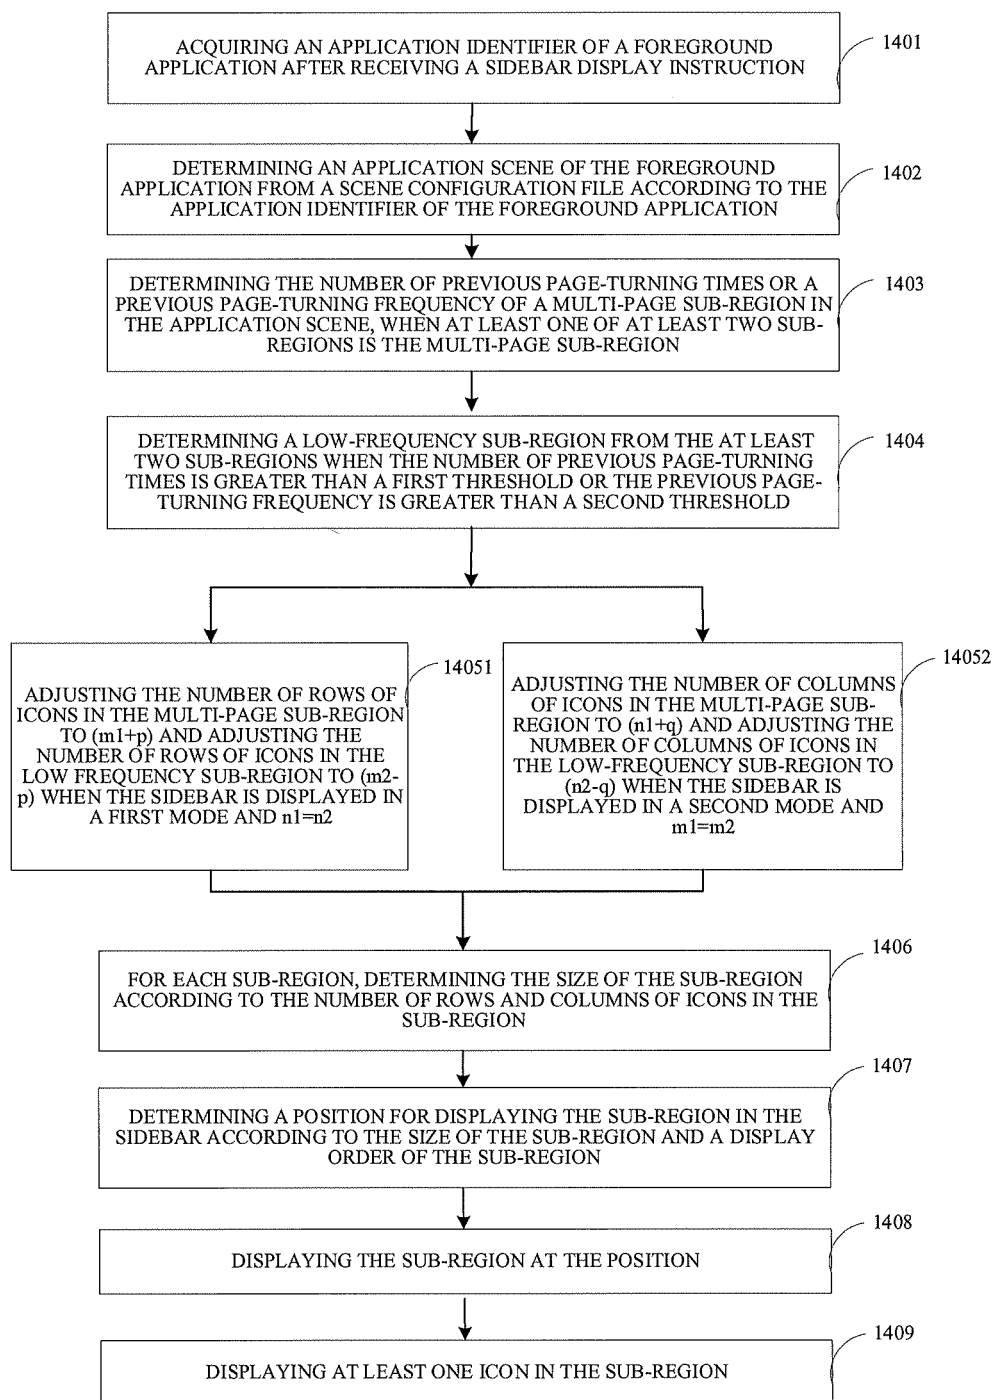 ACQUIRING AN APPLICATION IDENTIFIER OF A FOREGROUND
APPLICATION AFTER RECEIVING A SIDEBAR DISPLAY INSTRUCTION
1401
DETERMINING AN APPLICATION SCENE OF THE FOREGROUND
APPLICATION FROM A SCENE CONFIGURATION FILE ACCORDING TO THE
APPLICATION IDENTIFIER OF THE FOREGROUND APPLICATION
1402
DETERMINING THE NUMBER OF PREVIOUS PAGE-TURNING TIMES OR A
PREVIOUS PAGE-TURNING FREQUENCY OF A MULTI-PAGE SUB-REGION IN
THE APPLICATION SCENE, WHEN AT LEAST ONE OF AT LEAST TWO SUB-
REGIONS IS THE MULTI-PAGE SUB-REGION
1403
DETERMINING A LOW-FREQUENCY SUB-REGION FROM THE AT LEAST
TWO SUB-REGIONS WHEN THE NUMBER OF PREVIOUS PAGE-TURNING
TIMES IS GREATER THAN A FIRST THRESHOLD OR THE PREVIOUS PAGE-
TURNING FREQUENCY IS GREATER THAN A SECOND THRESHOLD
1404
ADJUSTING THE NUMBER OF ROWS OF
ICONS IN THE MULTI-PAGE SUB-REGION
TO (m1+p) AND ADJUSTING THE
NUMBER OF ROWS OF ICONS IN THE
LOW FREQUENCY SUB-REGION TO (m2-
p) WHEN THE SIDEBAR IS DISPLAYED IN
A FIRST MODE AND n1=n2
14051
ADJUSTING THE NUMBER OF COLUMNS
OF ICONS IN THE MULTI-PAGE SUB-
REGION TO (n1+q) AND ADJUSTING THE
NUMBER OF COLUMNS OF ICONS IN
THE LOW-FREQUENCY SUB-REGION TO
(n2-q) WHEN THE SIDEBAR IS
DISPLAYED IN A SECOND MODE AND
m1=m2
14052
FOR EACH SUB-REGION, DETERMINING THE SIZE OF THE SUB-REGION
ACCORDING TO THE NUMBER OF ROWS AND COLUMNS OF ICONS IN THE
SUB-REGION
1406
DETERMINING A POSITION FOR DISPLAYING THE SUB-REGION IN THE
SIDEBAR ACCORDING TO THE SIZE OF THE SUB-REGION AND A DISPLAY
ORDER OF THE SUB-REGION
1407
DISPLAYING THE SUB-REGION AT THE POSITION
1408
DISPLAYING AT LEAST ONE ICON IN THE SUB-REGION
1409